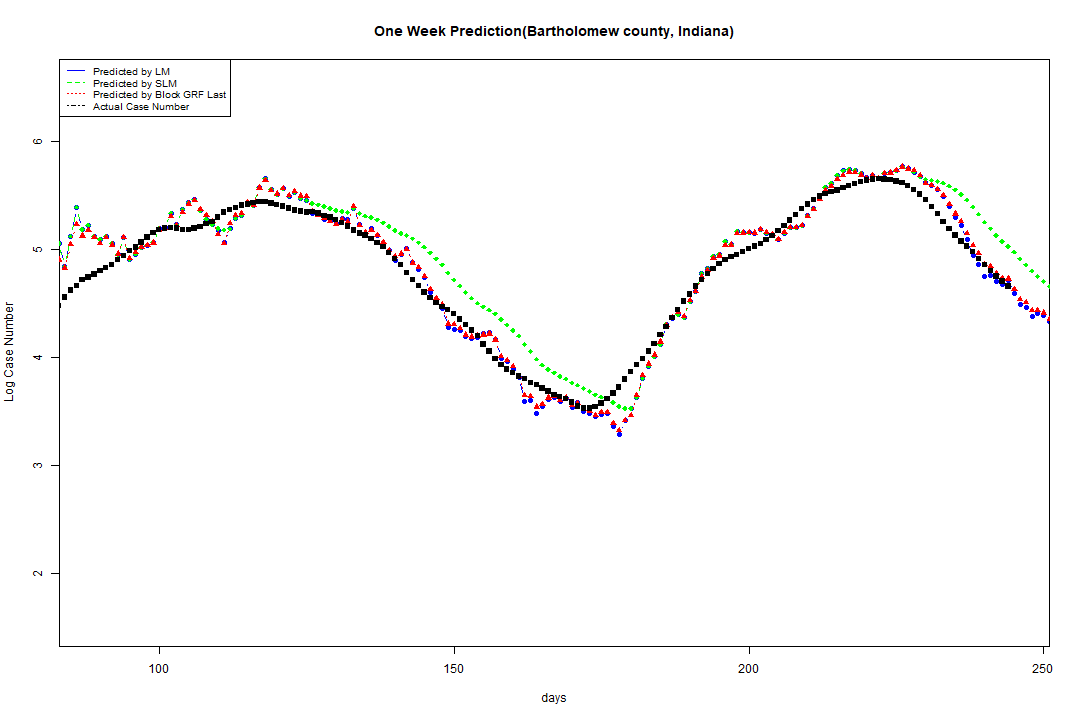 One Week Prediction(Bartholomew county, Indiana)
Predicted by LM
Predicted by SLM
Predicted by Block GRF Last
Actual Case Number
6
5
4
3
2
Log Case Number
100 150 200 250
days